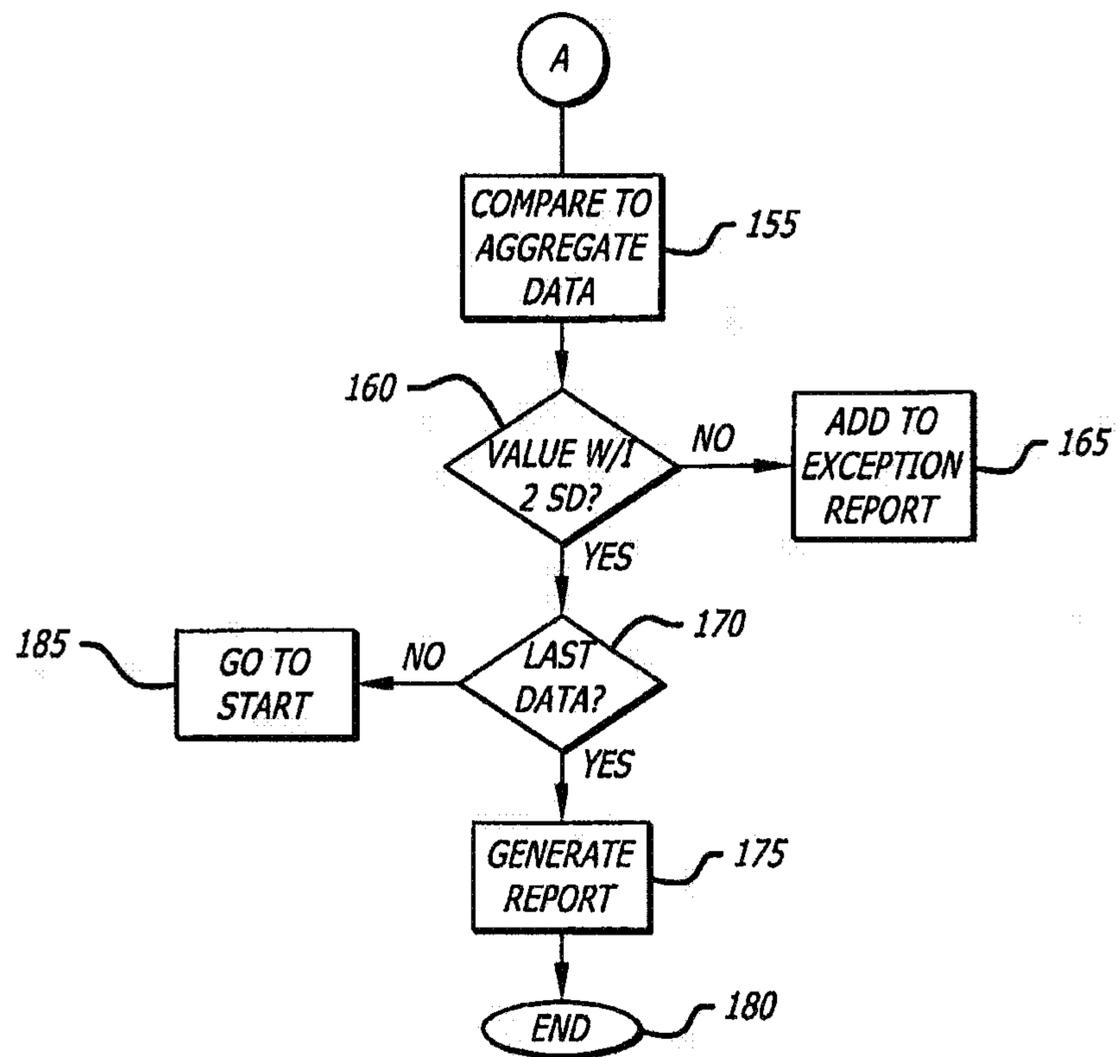 A
COMPARE TO
AGGREGATE
DATA
155
160
VALUE W/I
2 SD?
NO
ADD TO
EXCEPTION
REPORT
165
YES
170
LAST
DATA?
NO
185
GO TO
START
YES
GENERATE
REPORT
175
END
180